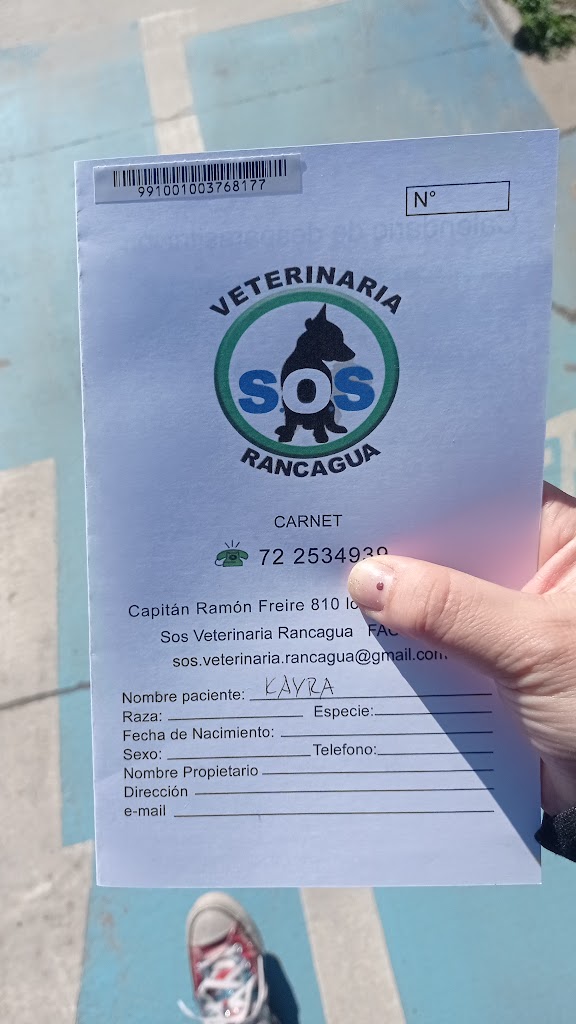 991001003768177
N°
VETERINARIA
SOS
RANCAGUA
CARNET
72 2534939
Capitán Ramón Freire 810
Sos Veterinaria Rancagua
sos.veterinaria.rancagua@gmail.com
Nombre paciente: KAYRA
Raza: Especie:
Fecha de Nacimiento:
Sexo: Telefono:
Nombre Propietario
Dirección
e-mail